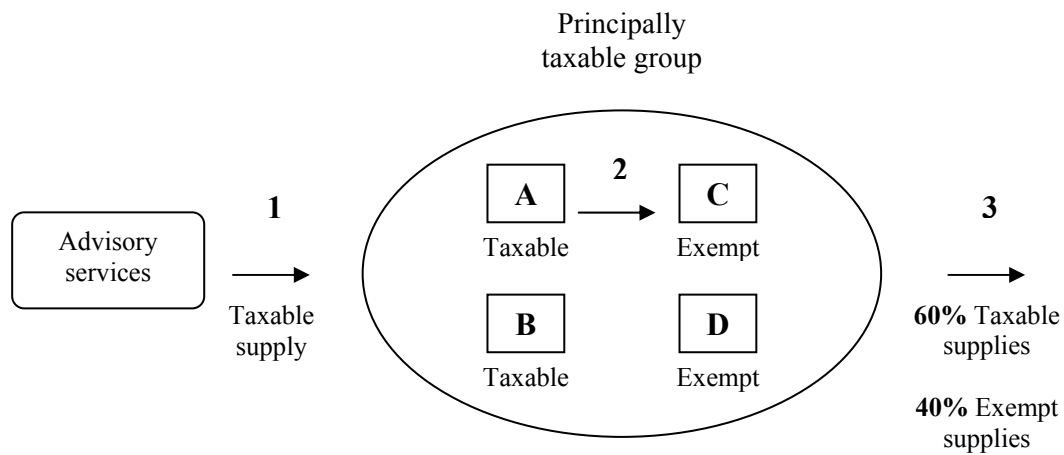 Principally
taxable group
1
Advisory
services
Taxable
supply
A
Taxable
2
C
Exempt
B
Taxable
D
Exempt
3
60% Taxable
supplies
40% Exempt
supplies